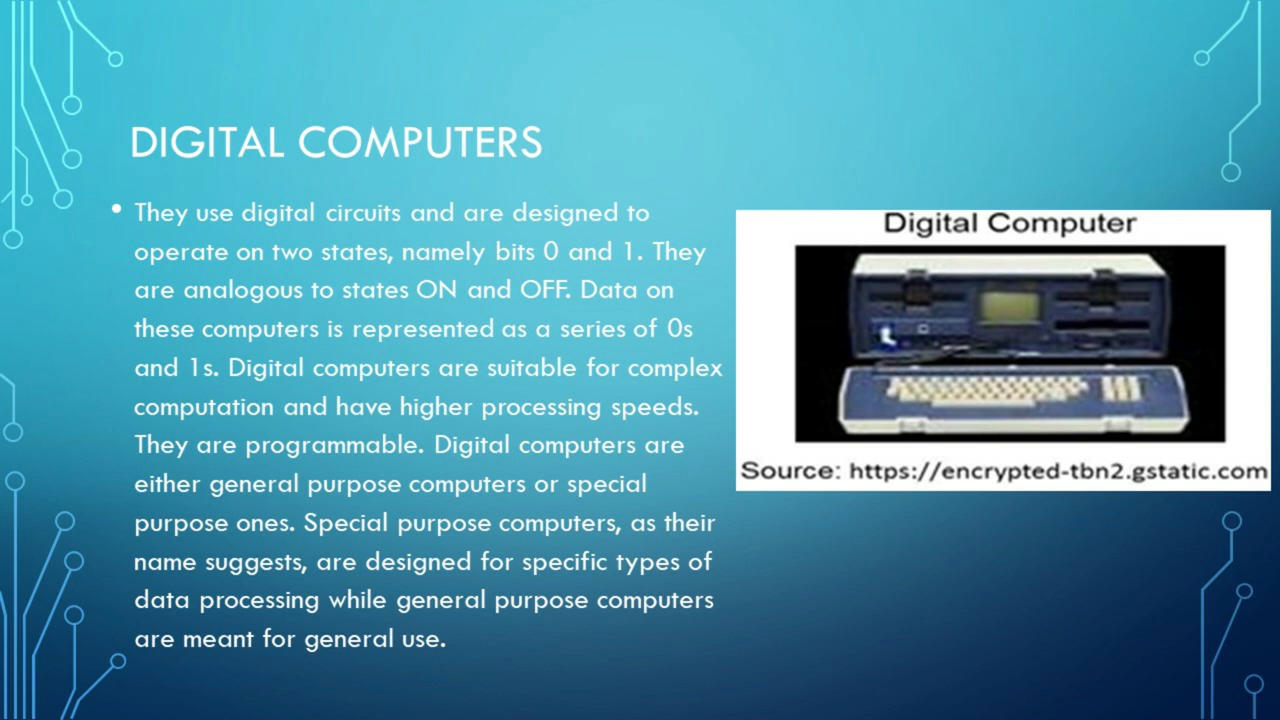 DIGITAL COMPUTERS
• They use digital circuits and are designed to
operate on two states, namely bits 0 and 1. They
are analogous to states ON and OFF. Data on
these computers is represented as a series of 0s
and 1s. Digital computers are suitable for complex
computation and have higher processing speeds.
They are programmable. Digital computers are
either general purpose computers or special
purpose ones. Special purpose computers, as their
name suggests, are designed for specific types of
data processing while general purpose computers
are meant for general use.
Digital Computer
Source: https://encrypted-tbn2.gstatic.com